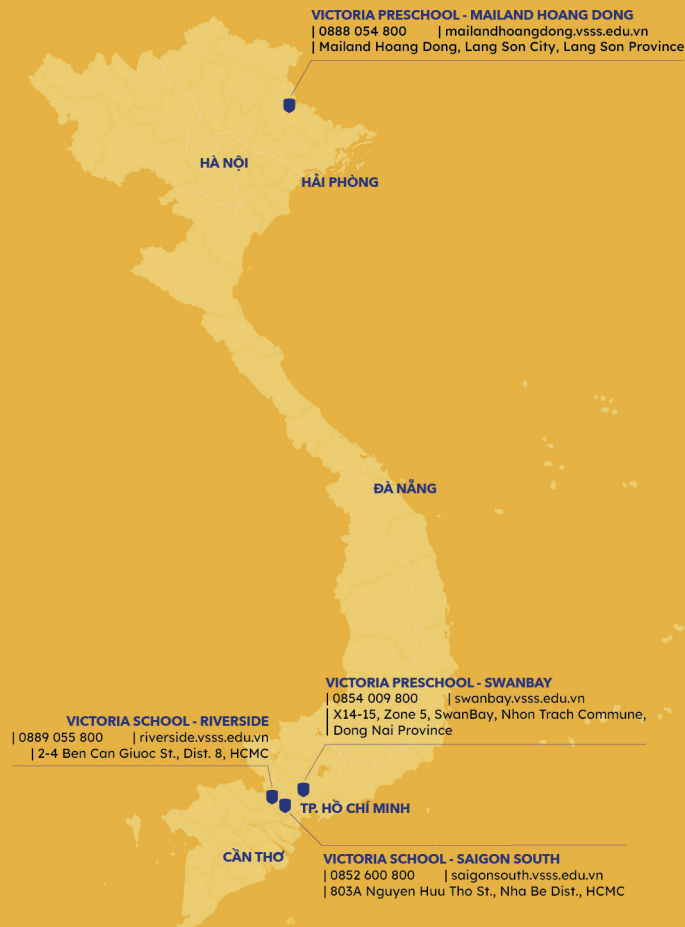 VICTORIA PRESCHOOL - MAILAND HOANG DONG
| 0888 054 800 | mailandhoangdong.vsss.edu.vn
| Mailand Hoang Dong, Lang Son City, Lang Son Province
HÀ NỘI
HẢI PHÒNG
ĐÀ NẴNG
VICTORIA PRESCHOOL - SWANBAY
| 0854 009 800 | swanbay.vsss.edu.vn
| X14-15, Zone 5, SwanBay, Nhon Trach Commune,
Dong Nai Province
VICTORIA SCHOOL - RIVERSIDE
| 0889 055 800 | riverside.vsss.edu.vn
| 2-4 Ben Can Giuoc St., Dist. 8, HCMC
TP. HỒ CHÍ MINH
CẦN THƠ
VICTORIA SCHOOL - SAIGON SOUTH
| 0852 600 800 | saigonsouth.vsss.edu.vn
| 803A Nguyen Huu Tho St., Nha Be Dist., HCMC